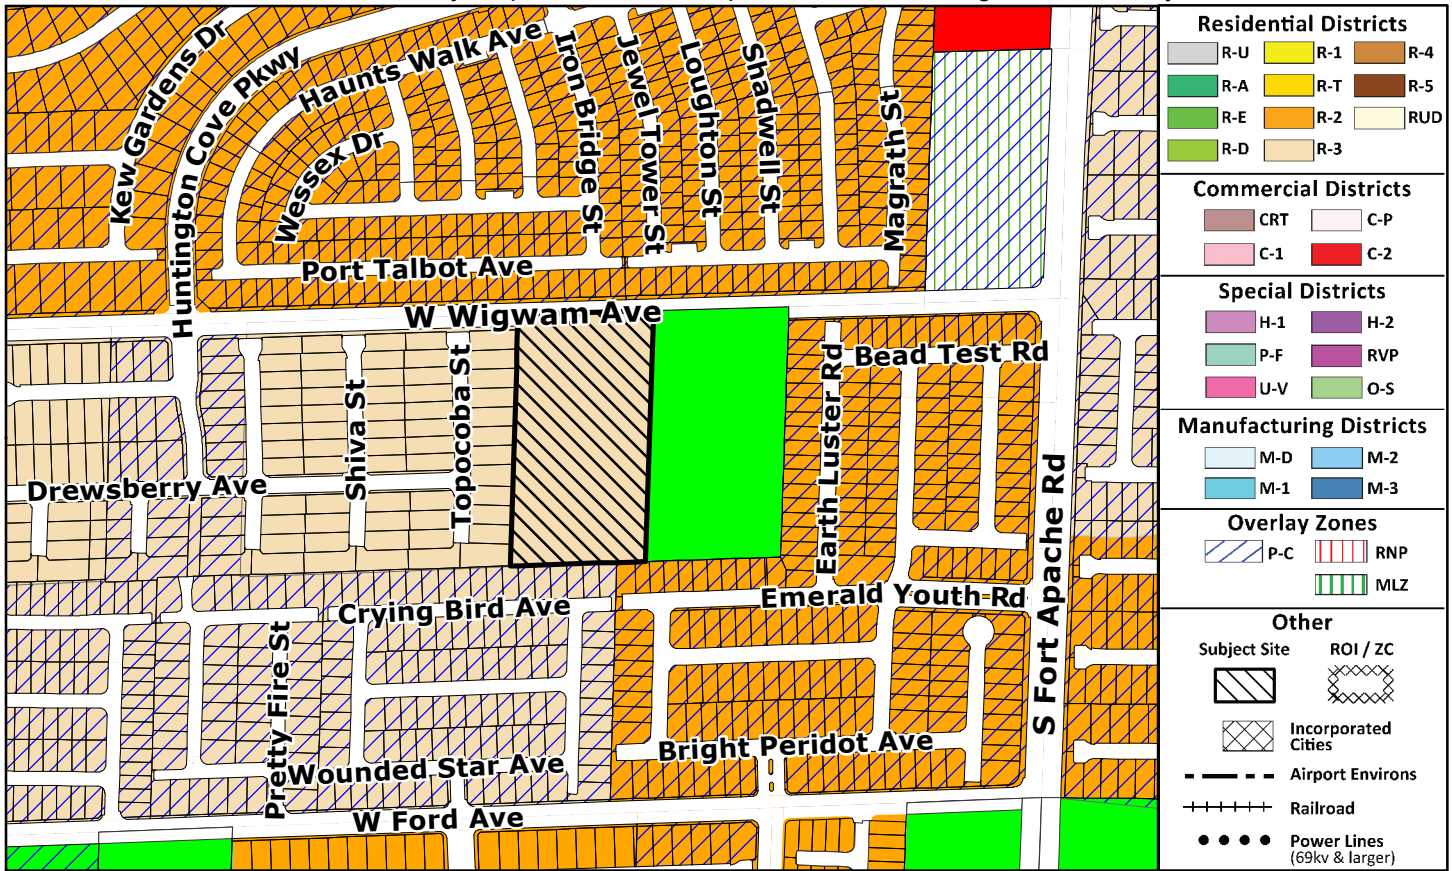 Kew Gardens Dr
Huntington Cove Pkwy
Haunts Walk Ave
Wessex Dr
Iron Bridge St
Jewel Tower St
Loughton St
Shadwell St
Magrath St
Port Talbot Ave
W Wigwam Ave
Bead Test Rd
Shiva St
Topocoba St
Earth Luster Rd
Drewsberry Ave
S Fort Apache Rd
Crying Bird Ave
Emerald Youth Rd
Pretty Fire St
Bright Peridot Ave
Wounded Star Ave
W Ford Ave
Residential Districts
R-U R-1 R-4
R-A R-T R-5
R-E R-2 RUD
R-D R-3
Commercial Districts
CRT C-P
C-1 C-2
Special Districts
H-1 H-2
P-F RVP
U-V O-S
Manufacturing Districts
M-D M-2
M-1 M-3
Overlay Zones
P-C RNP
MLZ
Other
Subject Site ROI / ZC
Incorporated
Cities
Airport Environs
Railroad
Power Lines
(69kv & larger)